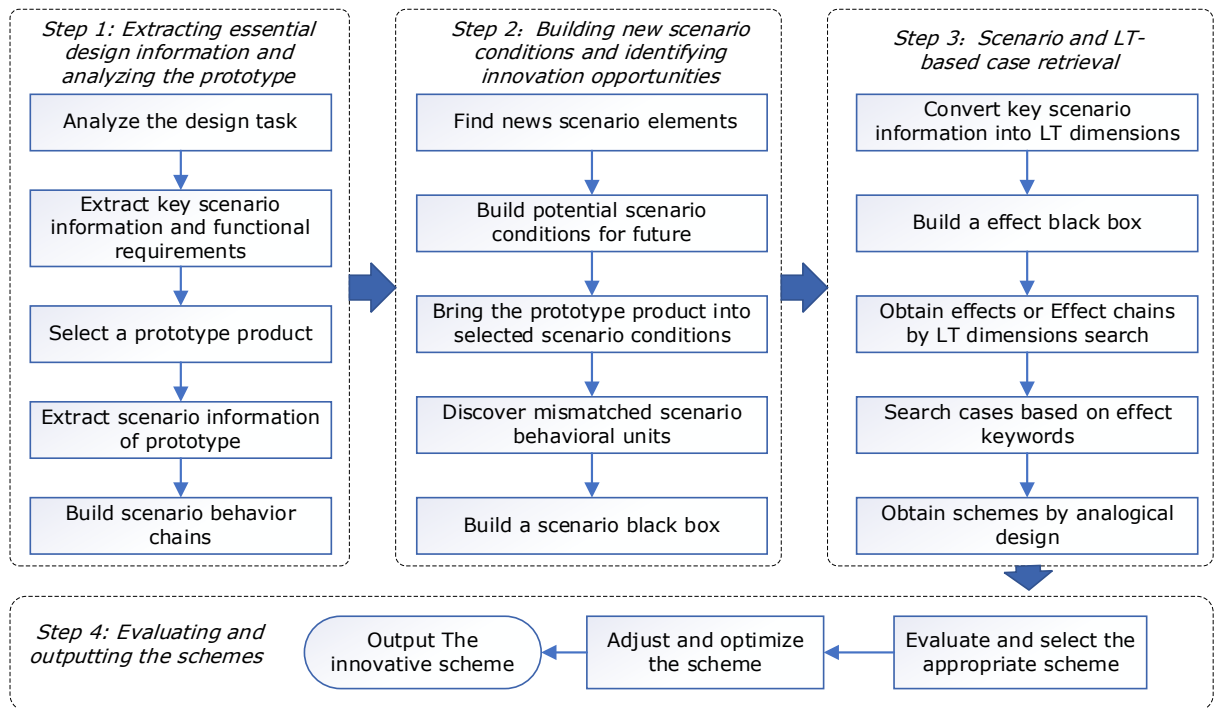 Step 1: Extracting essential
design information and
analyzing the prototype
Analyze the design task
Extract key scenario
information and functional
requirements
Select a prototype product
Extract scenario information
of prototype
Build scenario behavior
chains
Step 2: Building new scenario
conditions and identifying
innovation opportunities
Find news scenario elements
Build potential scenario
conditions for future
Bring the prototype product into
selected scenario conditions
Discover mismatched scenario
behavioral units
Build a scenario black box
Step 3: Scenario and LT-
based case retrieval
Convert key scenario
information into LT dimensions
Build a effect black box
Obtain effects or Effect chains
by LT dimensions search
Search cases based on effect
keywords
Obtain schemes by analogical
design
Step 4: Evaluating and
outputting the schemes
Evaluate and select the
appropriate scheme
Adjust and optimize
the scheme
Output The
innovative scheme